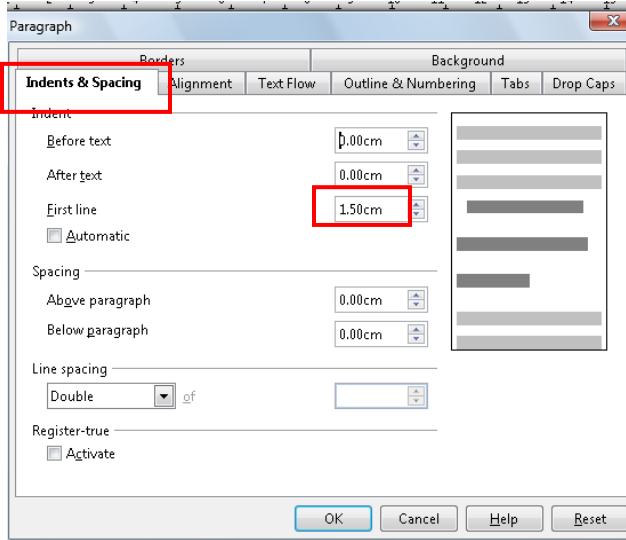 Paragraph
Borders Background
Indents & Spacing Alignment Text Flow Outline & Numbering Tabs Drop Caps
Indent
Before text 0.00cm
After text 0.00cm
First line 1.50cm
Automatic
Spacing
Above paragraph 0.00cm
Below paragraph 0.00cm
Line spacing
Double of
Register-true
Activate
OK Cancel Help Reset